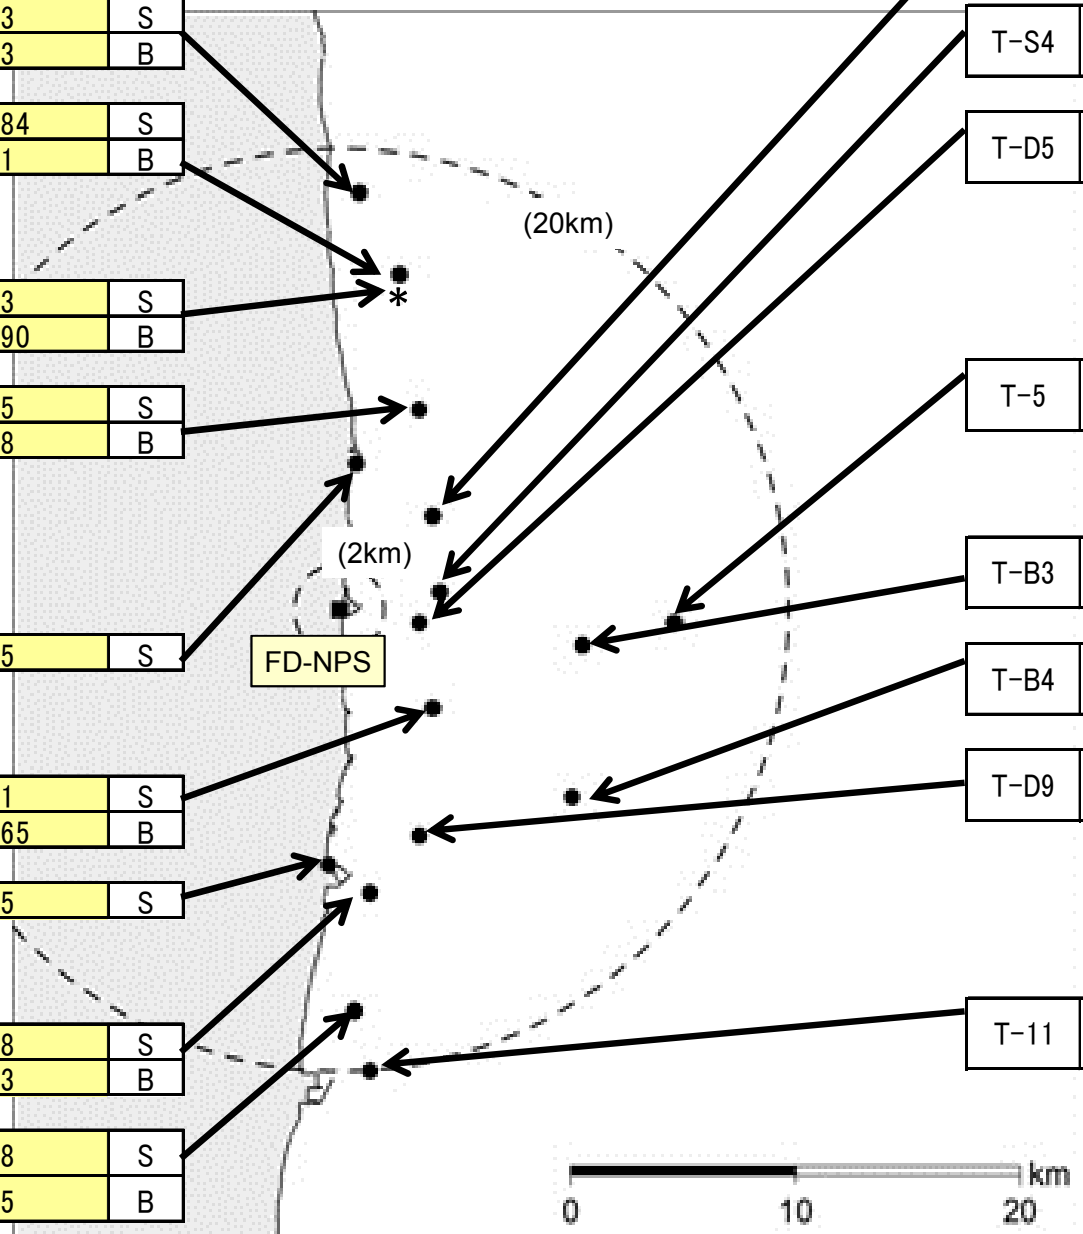 3 S
3 B
T-S4
84 S
1 B
T-D5
(20km)
3 S
90 B
*
5 S
8 B
T-5
(2km)
T-B3
5 S
FD-NPS
T-B4
1 S
65 B
T-D9
5 S
8 S
3 B
T-11
8 S
5 B
km
0 10 20